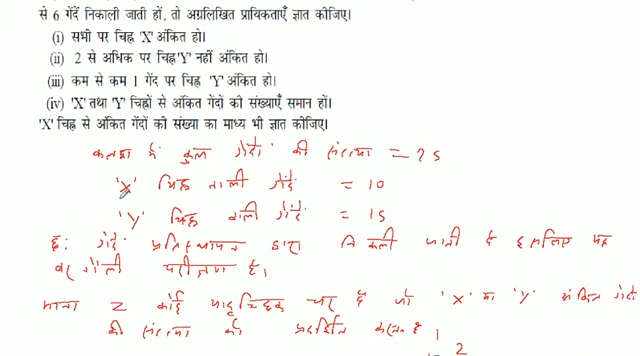 से 6 गेंदें निकाली जाती हों, तो अग्रलिखित प्रायिकताएँ ज्ञात कीजिए।
(i) सभी पर चिह्न 'X' अंकित हो।
(ii) 2 से अधिक पर चिह्न 'Y' नहीं अंकित हो।
(iii) कम से कम 1 गेंद पर चिह्न 'Y' अंकित हो।
(iv) 'X' तथा 'Y' चिह्नों से अंकित गेंदों की संख्याएँ समान हों।
'X' चिह्न से अंकित गेंदों की संख्या का माध्य भी ज्ञात कीजिए।
कलश में कुल गेंदों की संख्या = 25
'X' चिह्न वाली गेंदें = 10
'Y' चिह्न वाली गेंदें = 15
गेंदें प्रतिस्थापन द्वारा निकाली जाती है इसलिए यह
परीक्षण है।
माना Z कोई यादृच्छिक चर है जो 'X' या 'Y' अंकित गेंदों
की संख्या को प्रदर्शित करता है।
2